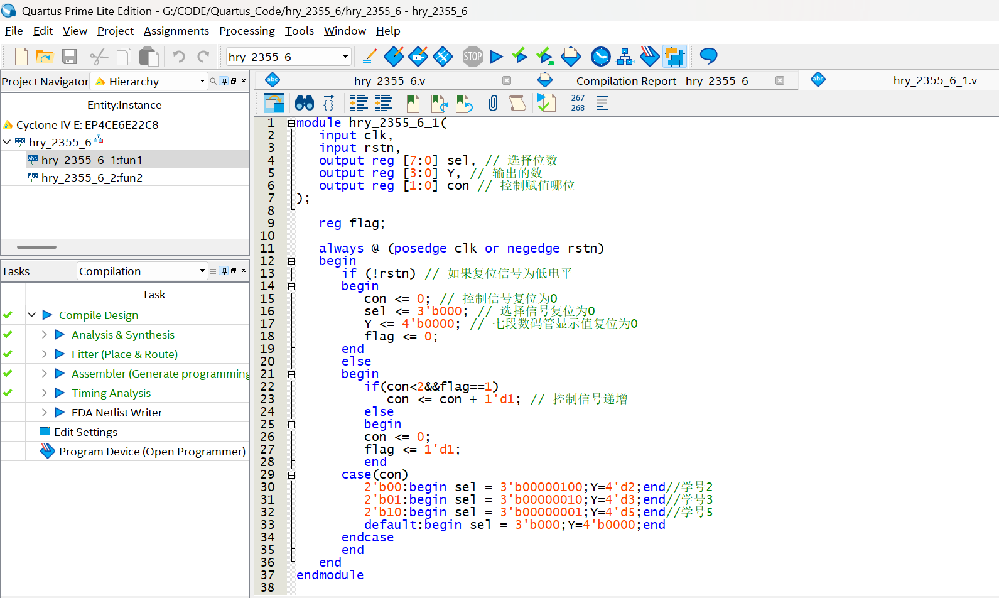 Quartus Prime Lite Edition - G:/CODE/Quartus_Code/hry_2355_6/hry_2355_6 - hry_2355_6
File Edit View Project Assignments Processing Tools Window Help
hry_2355_6
STOP
Project Navigator Hierarchy
Entity:Instance
Cyclone IV E: EP4CE6E22C8
hry_2355_6
hry_2355_6_1:fun1
hry_2355_6_2:fun2
Tasks Compilation
Task
Compile Design
Analysis & Synthesis
Fitter (Place & Route)
Assembler (Generate programming
Timing Analysis
EDA Netlist Writer
Edit Settings
Program Device (Open Programmer)
abc hry_2355_6.v Compilation Report - hry_2355_6 abc hry_2355_6_1.v
267
268
1 module hry_2355_6_1(
2 input clk,
3 input rstn,
4 output reg [7:0] sel, // 选择位数
5 output reg [3:0] Y, // 输出的数
6 output reg [1:0] con // 控制赋值哪位
7 );
8
9 reg flag;
10
11 always @ (posedge clk or negedge rstn)
12 begin
13 if (!rstn) // 如果复位信号为低电平
14 begin
15 con <= 0; // 控制信号复位为0
16 sel <= 3'b000; // 选择信号复位为0
17 Y <= 4'b0000; // 七段数码管显示值复位为0
18 flag <= 0;
19 end
20 else
21 begin
22 if(con<2&&flag==1)
23 con <= con + 1'd1; // 控制信号递增
24 else
25 begin
26 con <= 0;
27 flag <= 1'd1;
28 end
29 case(con)
30 2'b00:begin sel = 3'b00000100;Y=4'd2;end//学号2
31 2'b01:begin sel = 3'b00000010;Y=4'd3;end//学号3
32 2'b10:begin sel = 3'b00000001;Y=4'd5;end//学号5
33 default:begin sel = 3'b000;Y=4'b0000;end
34 endcase
35 end
36 end
37 endmodule
38